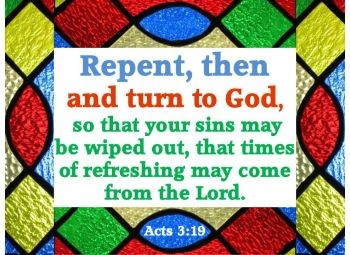 Repent, then
and turn to God,
so that your sins may
be wiped out, that times
of refreshing may come
from the Lord.
Acts 3:19